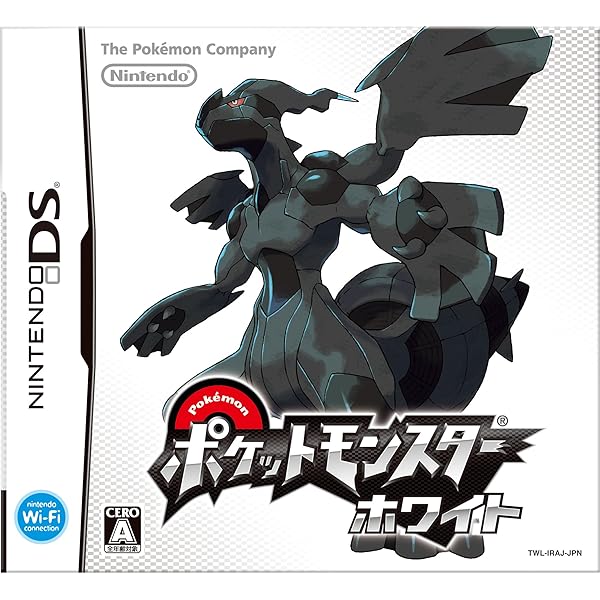 The Pokémon Company
Nintendo®
NINTENDO DS®
Pokémon
ポケットモンスター®
ホワイト
Nintendo
Wi-Fi
connection
CERO
A
全年齢対象
TWL-IRAJ-JPN